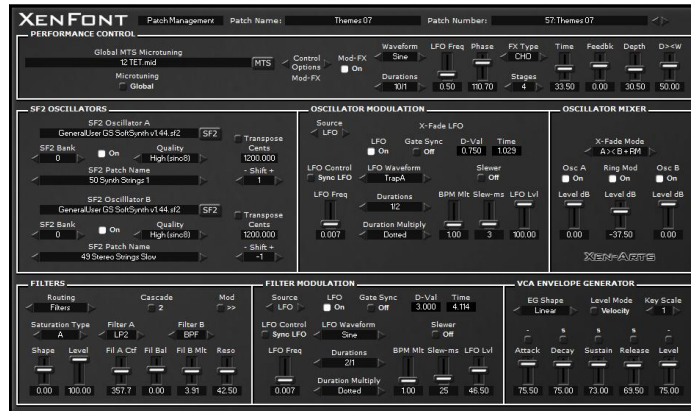 XenFont Patch Management Patch Name: Themes 07 Patch Number: 57: Themes 07
PERFORMANCE CONTROL
Global MTS Microtuning
12 TET.mid MTS
Microtuning
Global
Control Options
Mod-FX
Mod-FX
On
Waveform
Sine
Durations
10/1
LFO Freq
0.50
Phase
110.70
FX Type
CHO
Stages
4
Time
33.50
Feedbk
0.00
Depth
30.50
D><W
50.00
SF2 OSCILLATORS
SF2 Oscillator A
GeneralUser GS SoftSynth v1.44.sf2 SF2
SF2 Bank
0
On
Quality
High (sinc8)
Transpose
Cents
1200.000
SF2 Patch Name
50 Synth Strings 1
- Shift +
1
SF2 Oscilllator B
GeneralUser GS SoftSynth v1.44.sf2 SF2
SF2 Bank
0
On
Quality
High (sinc8)
Transpose
Cents
1200.000
SF2 Patch Name
49 Stereo Strings Slow
- Shift +
-1
OSCILLATOR MODULATION
Source
LFO
X-Fade LFO
LFO
On
Gate Sync
Off
D-Val
0.750
Time
1.029
LFO Control
Sync LFO
LFO Waveform
TrapA
Slewer
Off
LFO Freq
0.007
Durations
1/2
Duration Multiply
Dotted
BPM Mlt
1.00
Slew-ms
3
LFO Lvl
100.00
OSCILLATOR MIXER
X-Fade Mode
A><B + RM
Osc A
On
Ring Mod
On
Osc B
On
Level dB
0.00
Level dB
-37.50
Level dB
0.00
Xen-Arts
FILTERS
Routing
Filters
Cascade
2
Mod
>>
Saturation Type
A
Filter A
LP2
Filter B
BPF
Shape
0.00
Level
100.00
Fil A Ctf
357.7
Fil Bal
0.00
Fil B Mlt
3.91
Reso
42.50
FILTER MODULATION
Source
LFO
LFO
On
Gate Sync
Off
D-Val
3.000
Time
4.114
LFO Control
Sync LFO
LFO Waveform
Sine
Slewer
Off
LFO Freq
0.007
Durations
2/1
Duration Multiply
Dotted
BPM Mlt
1.00
Slew-ms
25
LFO Lvl
46.50
VCA ENVELOPE GENERATOR
EG Shape
Linear
Level Mode
Velocity
Key Scale
1
- s s -
Attack
75.50
Decay
75.00
Sustain
73.00
Release
69.50
Level
75.00